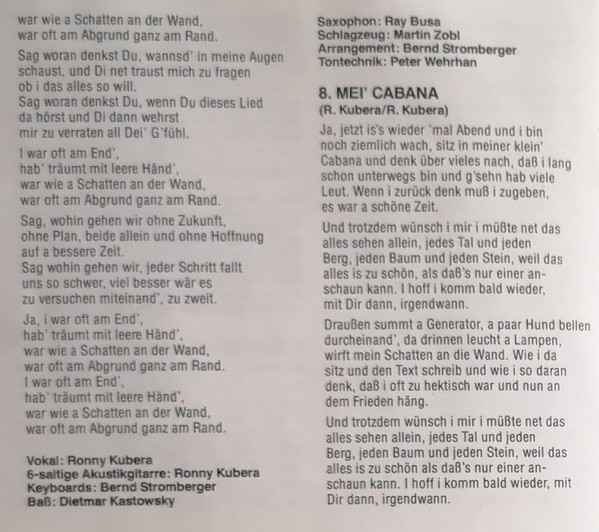 war wie a Schatten an der Wand,
war oft am Abgrund ganz am Rand.
Sag woran denkst Du, wannsd' in meine Augen
schaust, und Di net traust mich zu fragen
ob i das alles so will.
Sag woran denkst Du, wenn Du dieses Lied
da hörst und Di dann wehrst
mir zu verraten all Dei' G'fühl.
I war oft am End',
hab' träumt mit leere Händ',
war wie a Schatten an der Wand,
war oft am Abgrund ganz am Rand.
Sag, wohin gehen wir ohne Zukunft,
ohne Plan, beide allein und ohne Hoffnung
auf a bessere Zeit.
Sag wohin gehen wir, jeder Schritt fallt
uns so schwer, viel besser wär es
zu versuchen miteinand', zu zweit.
Ja, i war oft am End',
hab' träumt mit leere Händ',
war wie a Schatten an der Wand,
war oft am Abgrund ganz am Rand.
I war oft am End',
hab' träumt mit leere Händ',
war wie a Schatten an der Wand,
war oft am Abgrund ganz am Rand.
Vokal: Ronny Kubera
6-saitige Akustikgitarre: Ronny Kubera
Keyboards: Bernd Stromberger
Baß: Dietmar Kastowsky
Saxophon: Ray Busa
Schlagzeug: Martin Zobl
Arrangement: Bernd Stromberger
Tontechnik: Peter Wehrhan
8. MEI' CABANA
(R. Kubera/R. Kubera)
Ja, jetzt is's wieder 'mal Abend und i bin
noch ziemlich wach, sitz in meiner klein'
Cabana und denk über vieles nach, daß i lang
schon unterwegs bin und g'sehn hab viele
Leut. Wenn i zurück denk muß i zugeben,
es war a schöne Zeit.
Und trotzdem wünsch i mir i müßte net das
alles sehen allein, jedes Tal und jeden
Berg, jeden Baum und jeden Stein, weil das
alles is zu schön, als daß's nur einer an-
schaun kann. I hoff i komm bald wieder,
mit Dir dann, irgendwann.
Draußen summt a Generator, a paar Hund bellen
durcheinand', da drinnen leucht a Lampen,
wirft mein Schatten an die Wand. Wie i da
sitz und den Text schreib und wie i so daran
denk, daß i oft zu hektisch war und nun an
dem Frieden häng.
Und trotzdem wünsch i mir i müßte net das
alles sehen allein, jedes Tal und jeden
Berg, jeden Baum und jeden Stein, weil das
alles is zu schön als daß's nur einer an-
schaun kann. I hoff i komm bald wieder, mit
Dir dann, irgendwann.